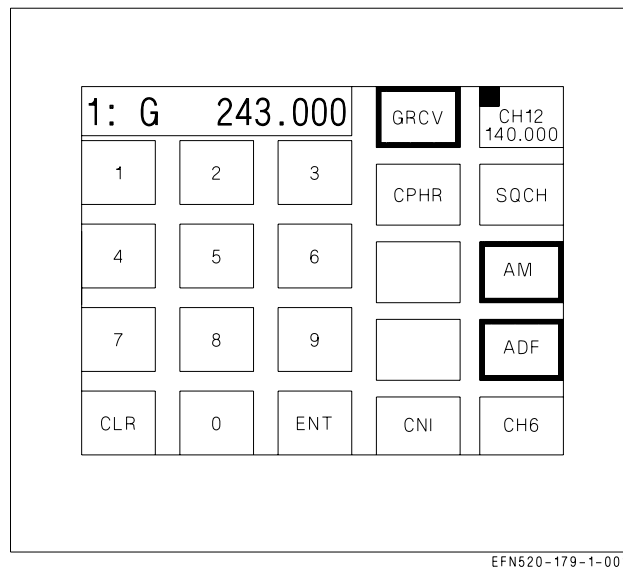 1: G 243.000 GRCV CH12
140.000
1 2 3 CPHR SQCH
4 5 6 AM
7 8 9 ADF
CLR 0 ENT CNI CH6
EFN520-179-1-00